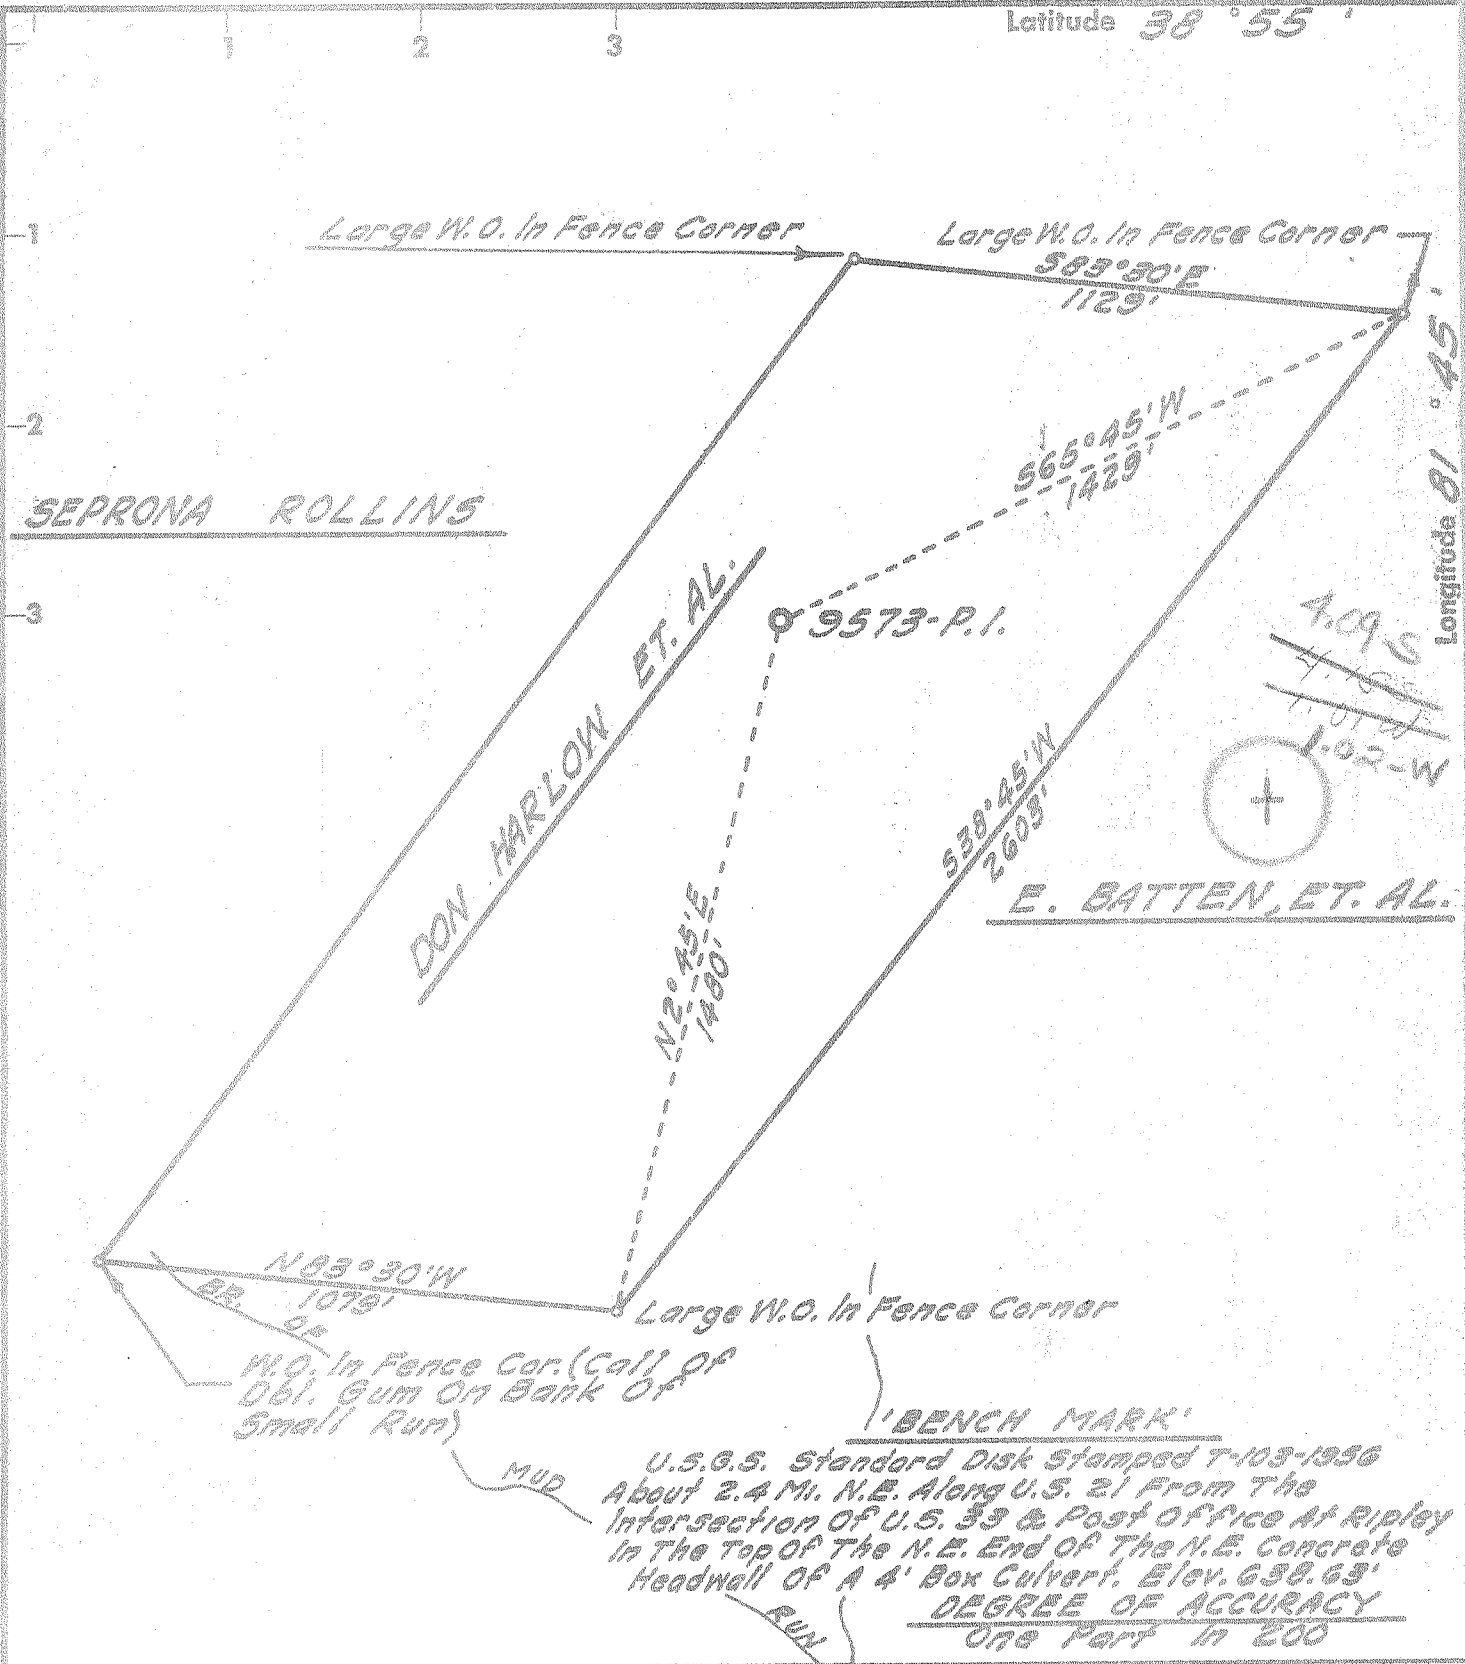 Latitude 38 ° 55 '
1 2 3
1
Large W.O. In Fence Corner
Large W.O. In Fence Corner
S83°30'E
1129'
Longitude 81 ° 45 '
2
S65°45'W
1429'
SEPRONA ROLLINS
3
9573-P.I.
DON HARLOW ET. AL.
4.09-S
1.02-W
S38°45'W
2603'
E. BATTEN, ET. AL.
N2°45'E
1480'
N83°30'W
1079'
BR.
OF
Large W.O. In Fence Corner
W.O. In Fence Cor. (Call Of
Dbl. Gum On Bank Of
Small Run)
MUD
RUN
'BENCH MARK'
U.S.G.S. Standard Disk Stamped T-103-1956
About 2.4 Mi. N.E. Along U.S. 21 From The
Intersection Of U.S. 33 & Post Office At Ripley
In The Top Of The N.E. End Of The N.E. Concrete
Headwall Of A 4' Box Culvert. Elev. 638.63'
DEGREE OF ACCURACY
One Part In 200